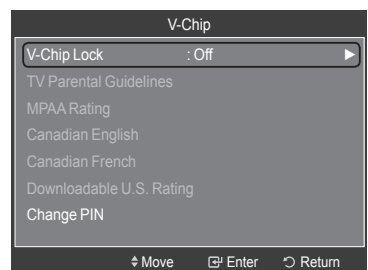 V-Chip
V-Chip Lock : Off ►
TV Parental Guidelines
MPAA Rating
Canadian English
Canadian French
Downloadable U.S. Rating
Change PIN
Move Enter Return